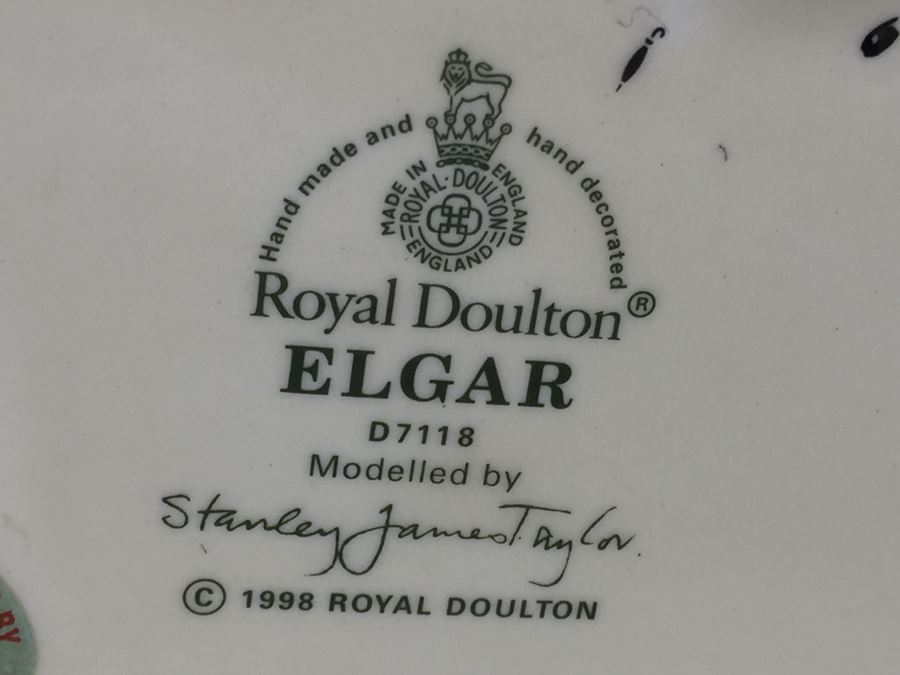 Hand made and hand decorated
MADE IN ENGLAND
ROYAL·DOULTON
ENGLAND
Royal Doulton®
ELGAR
D7118
Modelled by
Stanley James Taylor.
© 1998 ROYAL DOULTON
RY